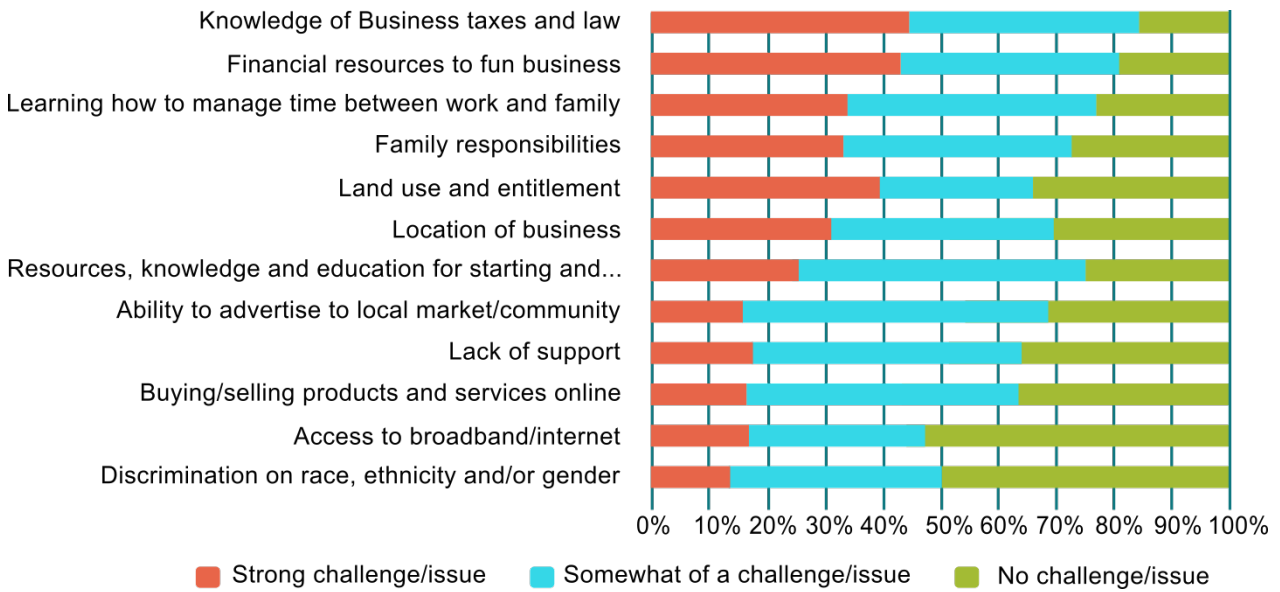 Knowledge of Business taxes and law
Financial resources to fun business
Learning how to manage time between work and family
Family responsibilities
Land use and entitlement
Location of business
Resources, knowledge and education for starting and...
Ability to advertise to local market/community
Lack of support
Buying/selling products and services online
Access to broadband/internet
Discrimination on race, ethnicity and/or gender
0% 10% 20% 30% 40% 50% 60% 70% 80% 90% 100%
Strong challenge/issue Somewhat of a challenge/issue No challenge/issue